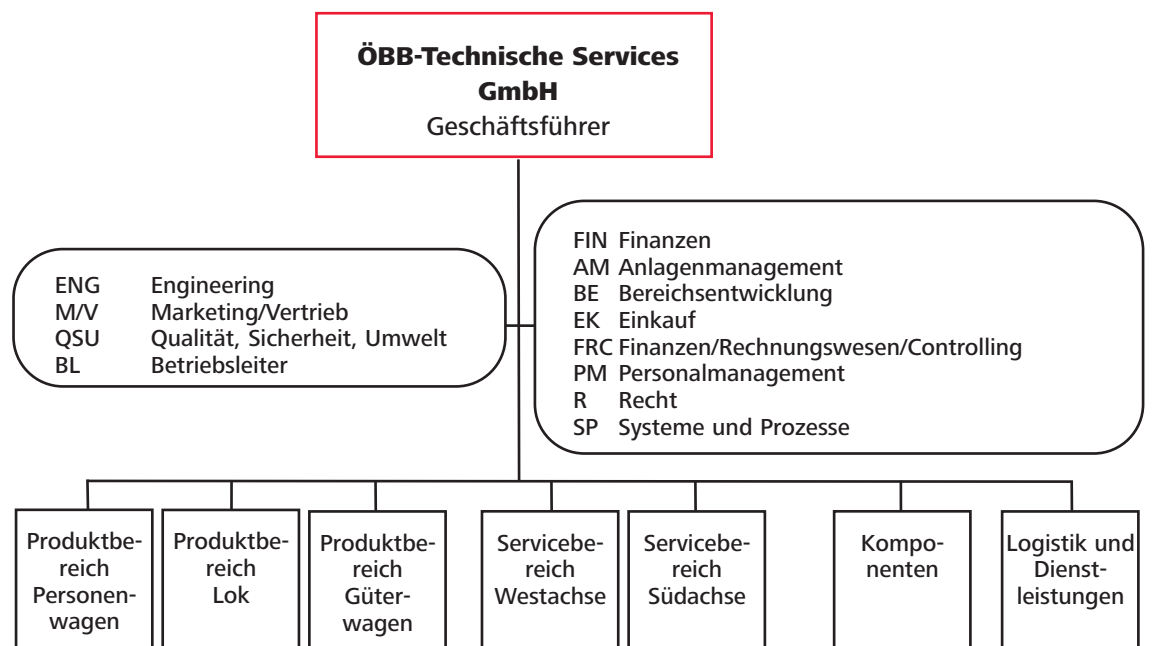 ÖBB-Technische Services
GmbH
Geschäftsführer
ENG Engineering
M/V Marketing/Vertrieb
QSU Qualität, Sicherheit, Umwelt
BL Betriebsleiter
FIN Finanzen
AM Anlagenmanagement
BE Bereichsentwicklung
EK Einkauf
FRC Finanzen/Rechnungswesen/Controlling
PM Personalmanagement
R Recht
SP Systeme und Prozesse
Produktbe-
reich
Personen-
wagen
Produktbe-
reich
Lok
Produktbe-
reich
Güter-
wagen
Servicebe-
reich
Westachse
Servicebe-
reich
Südachse
Kompo-
nenten
Logistik und
Dienst-
leistungen